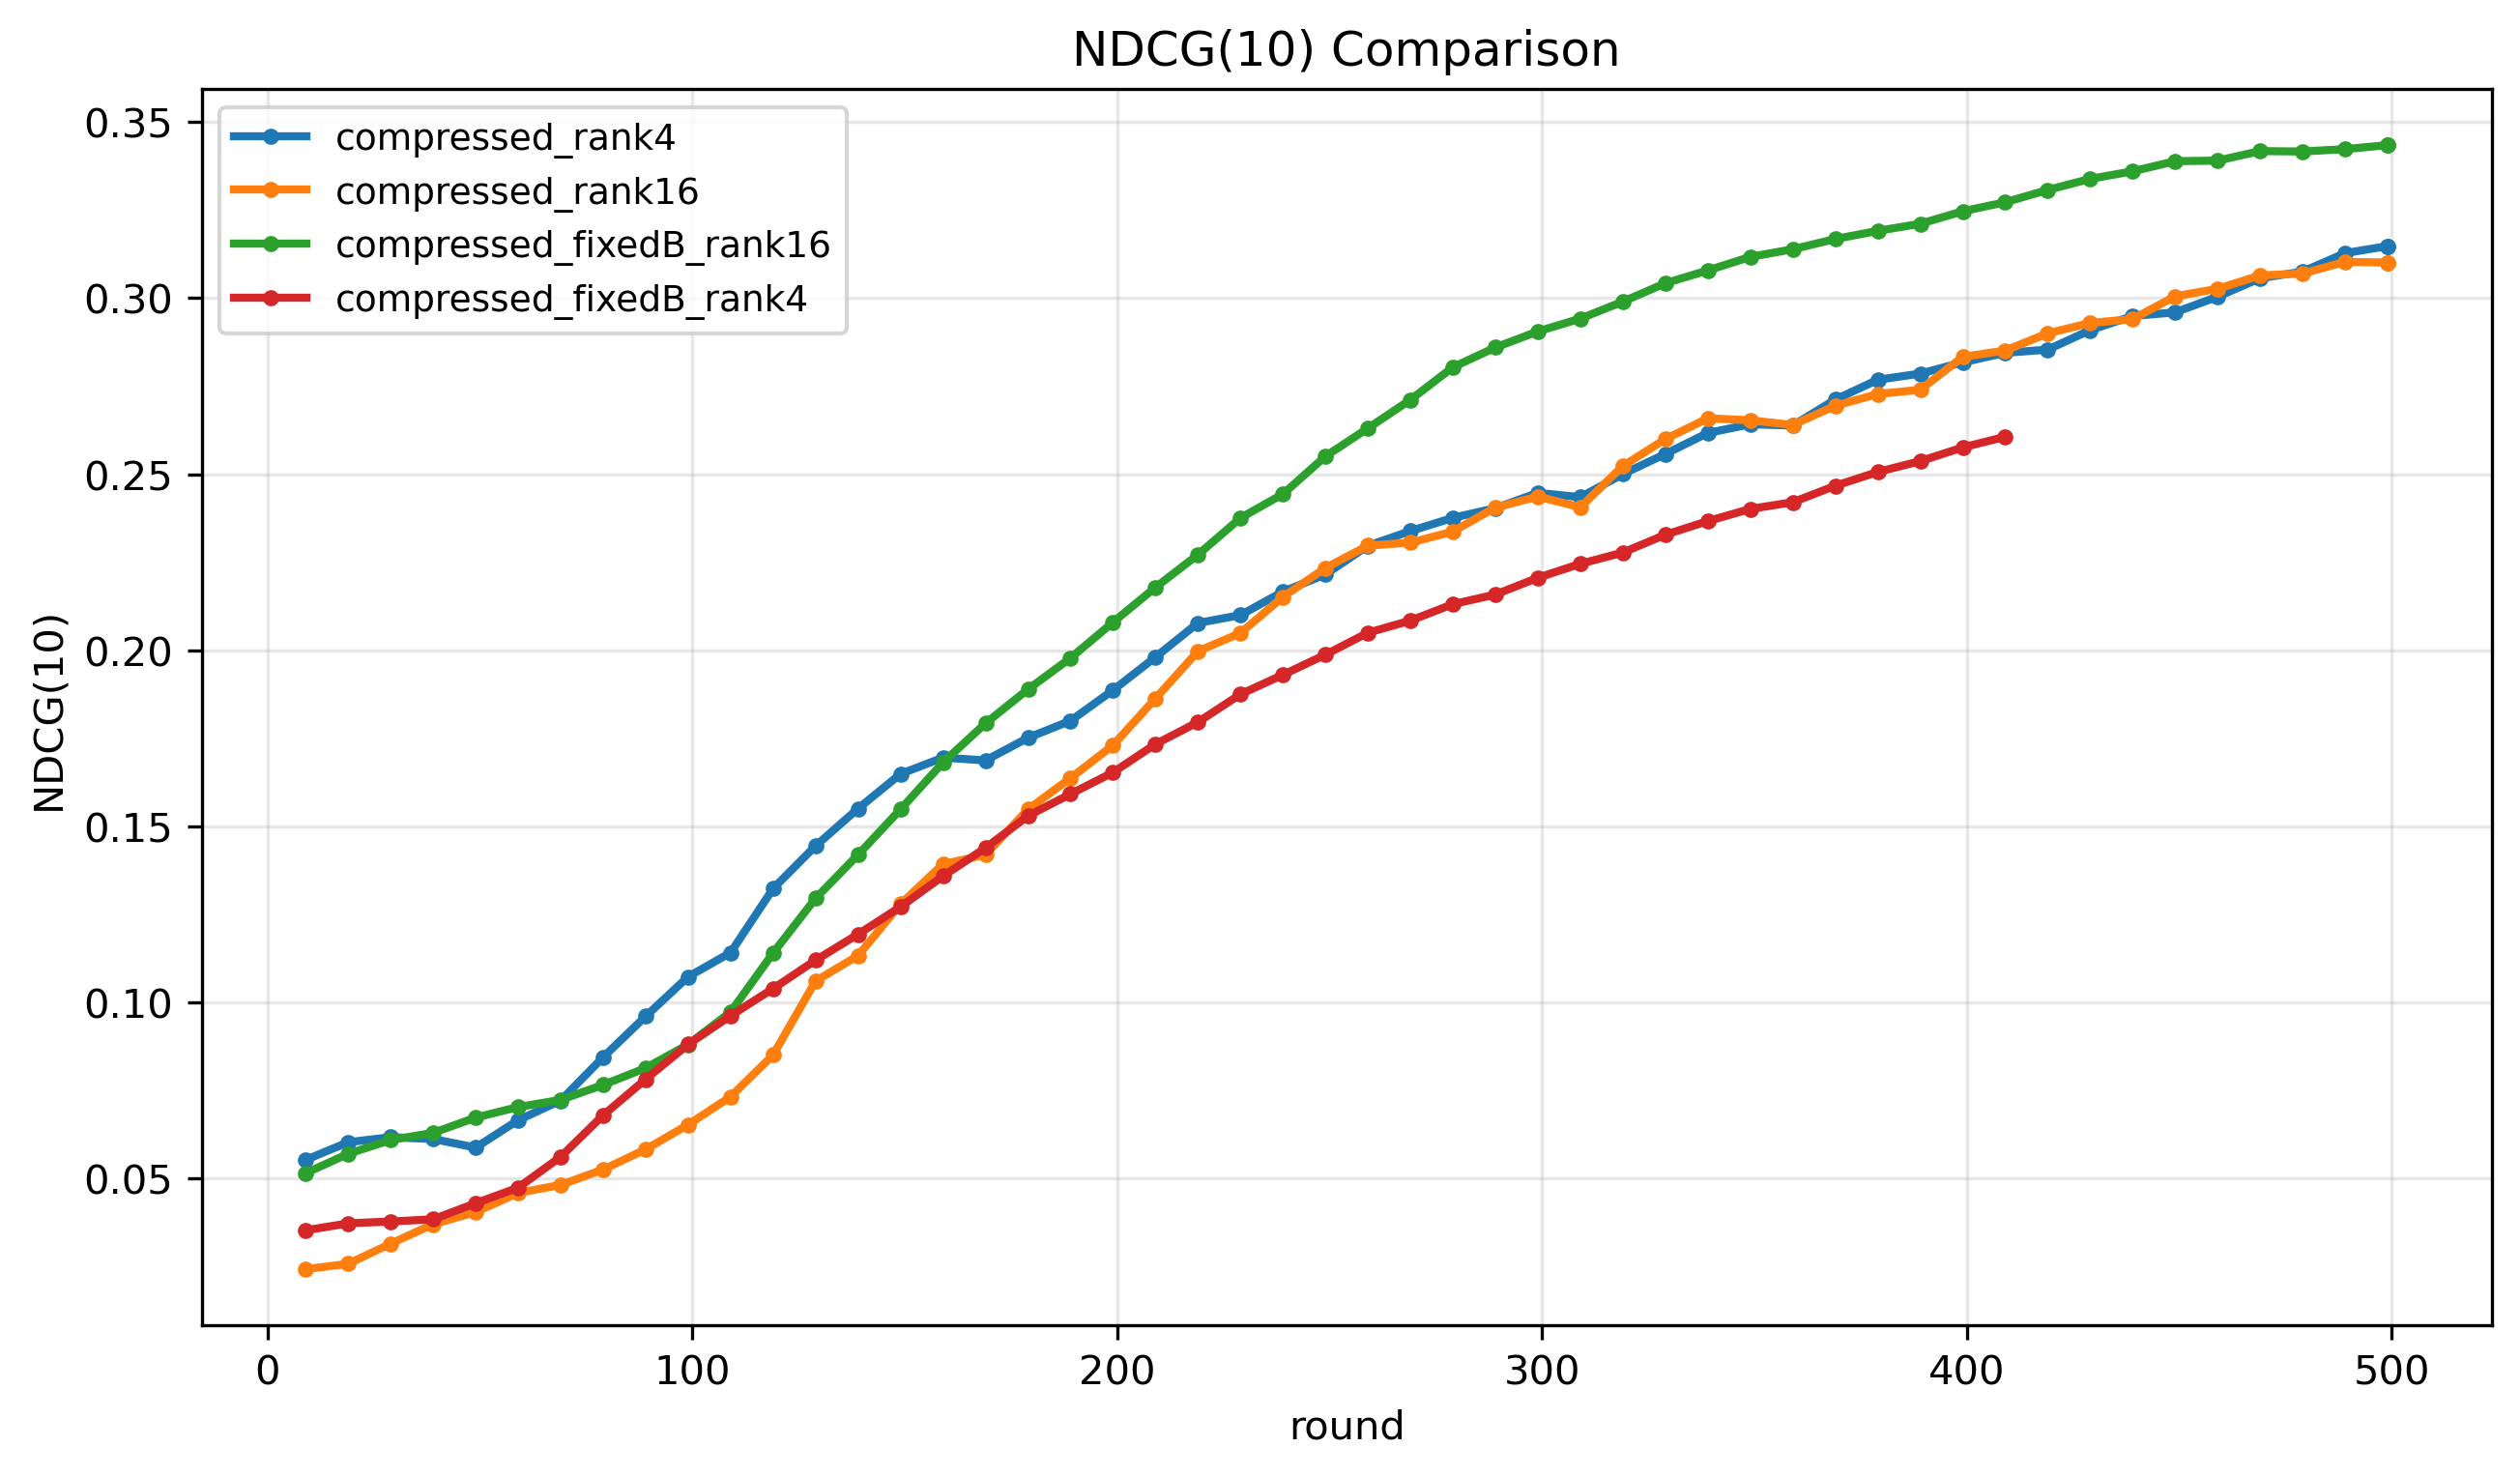 NDCG(10) Comparison
compressed_rank4
compressed_rank16
compressed_fixedB_rank16
compressed_fixedB_rank4
NDCG(10)
0.35
0.30
0.25
0.20
0.15
0.10
0.05
0
100
200
300
400
500
round